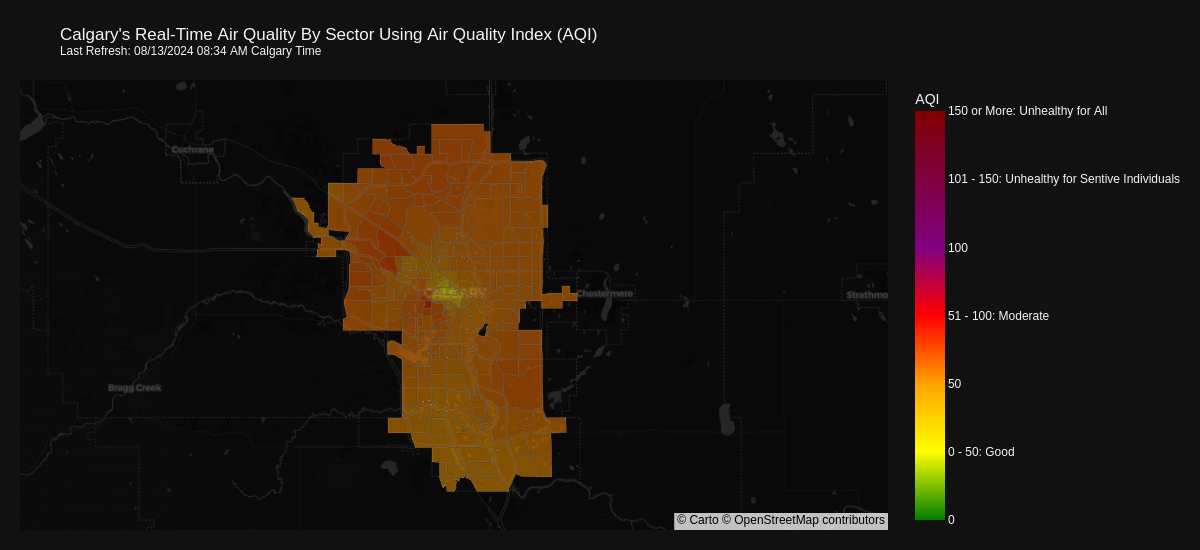 Calgary's Real-Time Air Quality By Sector Using Air Quality Index (AQI)
Last Refresh: 08/13/2024 08:34 AM Calgary Time
AQI
150 or More: Unhealthy for All
Cochrane
101 - 150: Unhealthy for Sentive Individuals
100
CALGARY
Chestermere
Strathmo
51 - 100: Moderate
50
Bragg Creek
0 - 50: Good
0
© Carto © OpenStreetMap contributors